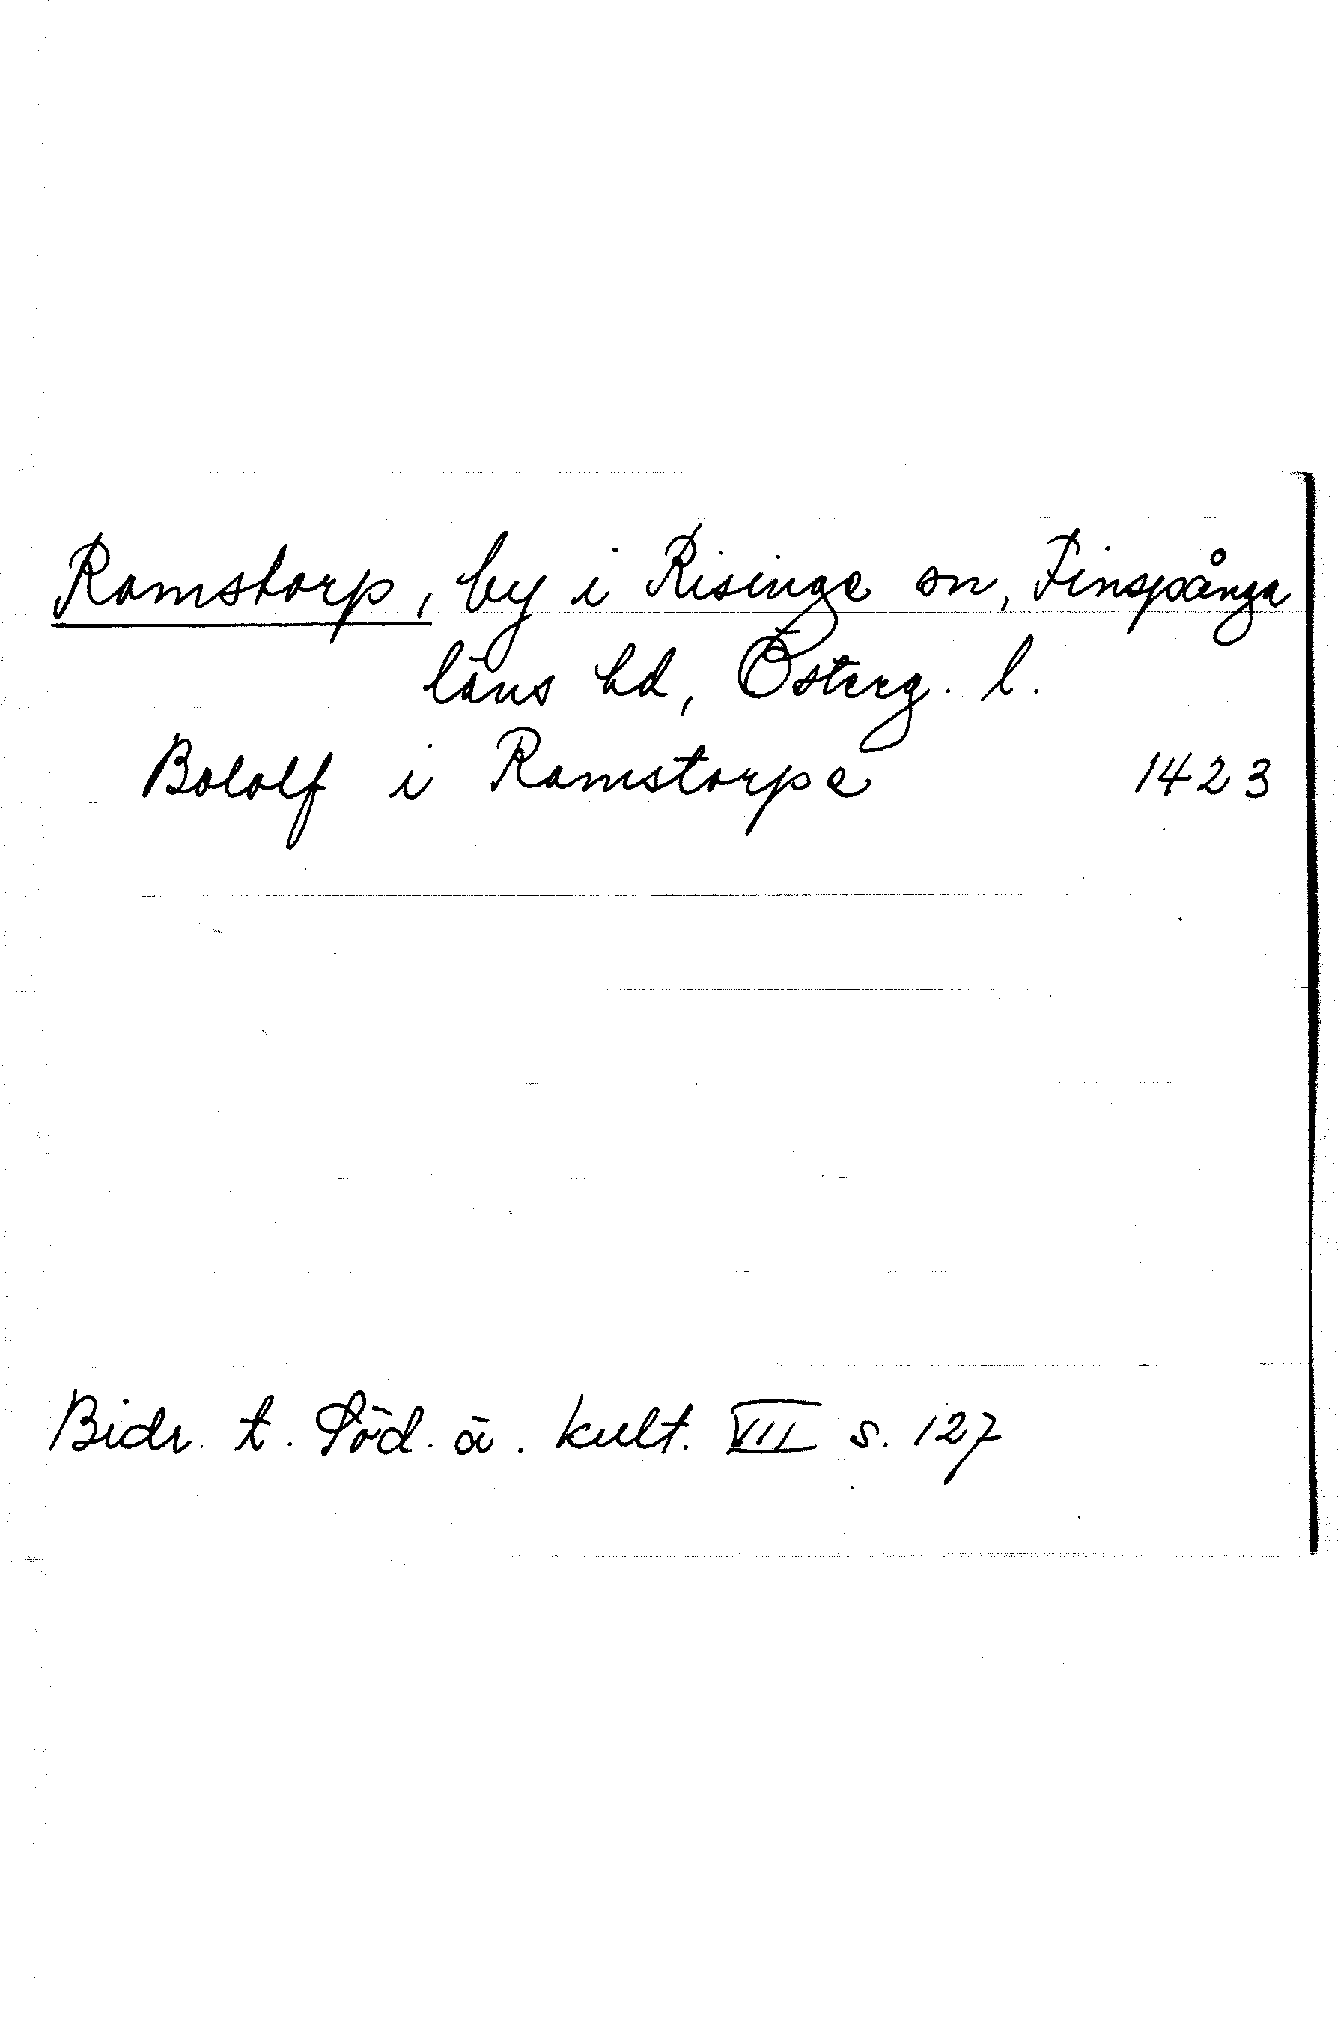 Ramstorp, by i Risinge sn, Finspånga
läns hd, Österg. l.
Bololf i Ramstorpe 1423
Bidr. t. Söd. ä. kult. VII s. 127